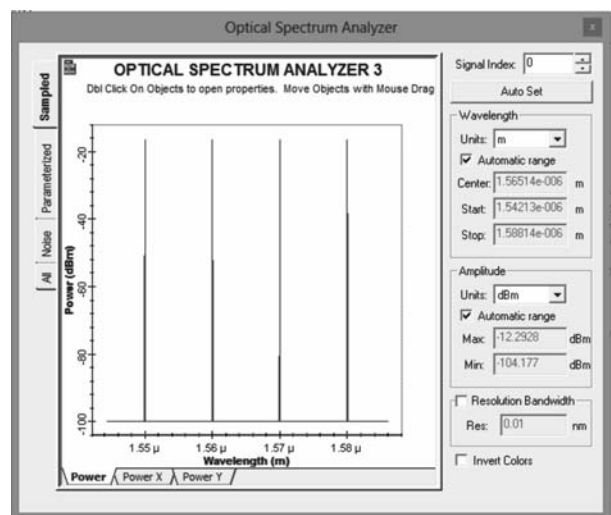 Optical Spectrum Analyzer
x
Sampled
Parameterized
Noise
All
OPTICAL SPECTRUM ANALYZER 3
Dbl Click On Objects to open properties. Move Objects with Mouse Drag
Power (dBm)
-20
-40
-60
-80
-100
1.55 µ
1.56 µ
1.57 µ
1.58 µ
Wavelength (m)
Power
Power X
Power Y
Signal Index: 0
Auto Set
Wavelength
Units: m
Automatic range
Center: 1.56514e-006 m
Start: 1.54213e-006 m
Stop: 1.58814e-006 m
Amplitude
Units: dBm
Automatic range
Max: -12.2928 dBm
Min: -104.177 dBm
Resolution Bandwidth
Res: 0.01 nm
Invert Colors